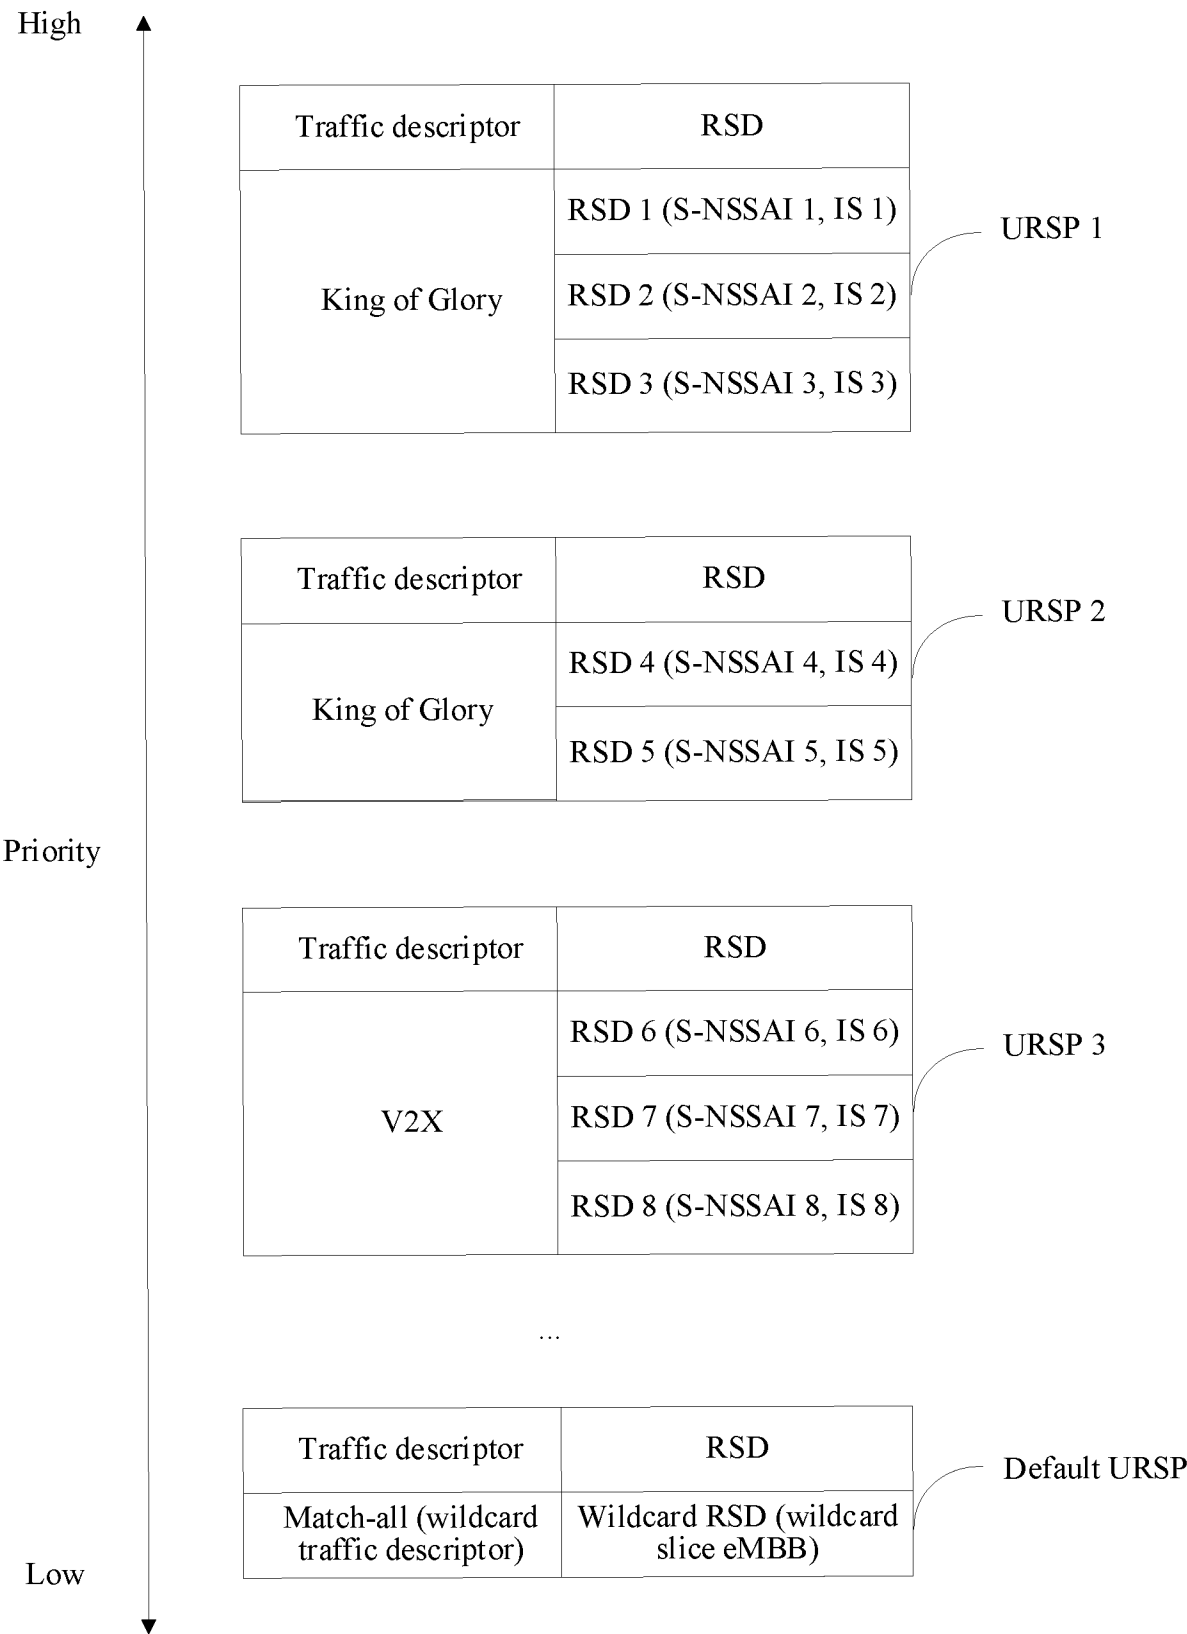 High
Traffic descriptor
RSD
King of Glory
RSD 1 (S-NSSAI 1, IS 1)
RSD 2 (S-NSSAI 2, IS 2)
RSD 3 (S-NSSAI 3, IS 3)
URSP 1
Traffic descriptor
RSD
King of Glory
RSD 4 (S-NSSAI 4, IS 4)
RSD 5 (S-NSSAI 5, IS 5)
URSP 2
Priority
Traffic descriptor
RSD
V2X
RSD 6 (S-NSSAI 6, IS 6)
RSD 7 (S-NSSAI 7, IS 7)
RSD 8 (S-NSSAI 8, IS 8)
URSP 3
...
Traffic descriptor
RSD
Match-all (wildcard
traffic descriptor)
Wildcard RSD (wildcard
slice eMBB)
Default URSP
Low